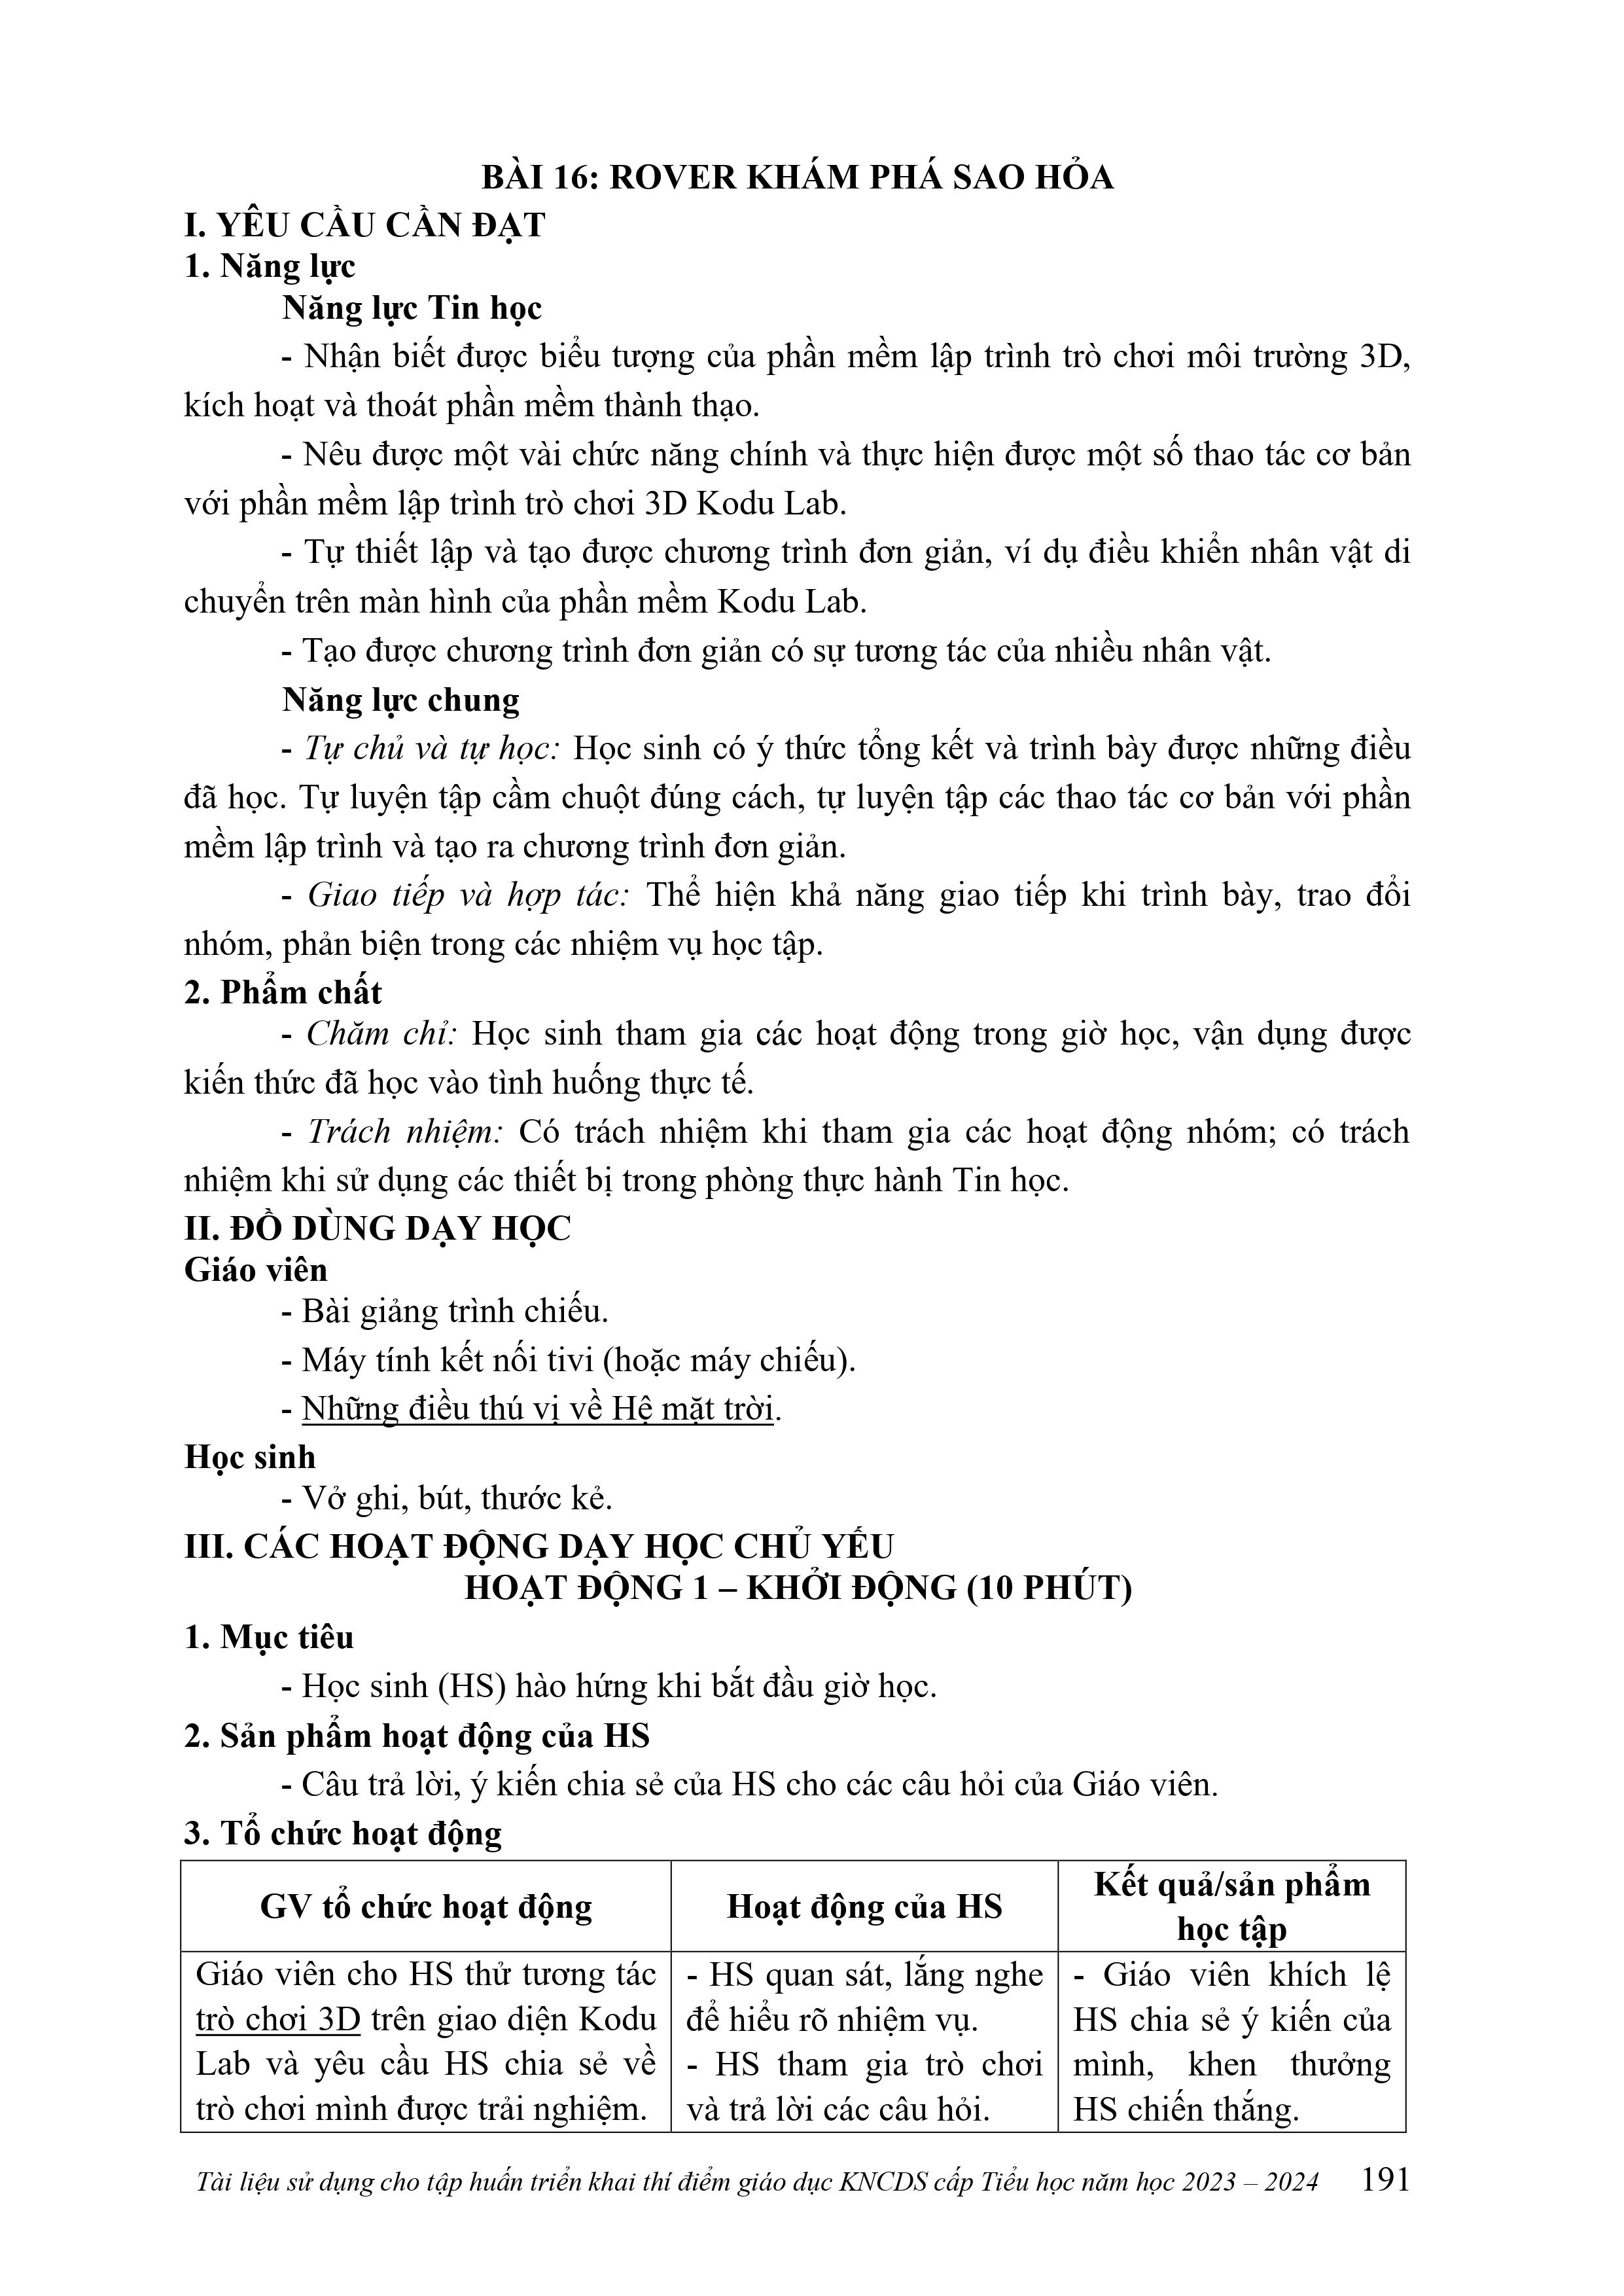 BÀI 16: ROVER KHÁM PHÁ SAO HỎA
I. YÊU CẦU CẦN ĐẠT
1. Năng lực
Năng lực Tin học
- Nhận biết được biểu tượng của phần mềm lập trình trò chơi môi trường 3D,
kích hoạt và thoát phần mềm thành thạo.
- Nêu được một vài chức năng chính và thực hiện được một số thao tác cơ bản
với phần mềm lập trình trò chơi 3D Kodu Lab.
- Tự thiết lập và tạo được chương trình đơn giản, ví dụ điều khiển nhân vật di
chuyển trên màn hình của phần mềm Kodu Lab.
- Tạo được chương trình đơn giản có sự tương tác của nhiều nhân vật.
Năng lực chung
- Tự chủ và tự học: Học sinh có ý thức tổng kết và trình bày được những điều
đã học. Tự luyện tập cầm chuột đúng cách, tự luyện tập các thao tác cơ bản với phần
mềm lập trình và tạo ra chương trình đơn giản.
- Giao tiếp và hợp tác: Thể hiện khả năng giao tiếp khi trình bày, trao đổi
nhóm, phản biện trong các nhiệm vụ học tập.
2. Phẩm chất
- Chăm chỉ: Học sinh tham gia các hoạt động trong giờ học, vận dụng được
kiến thức đã học vào tình huống thực tế.
- Trách nhiệm: Có trách nhiệm khi tham gia các hoạt động nhóm; có trách
nhiệm khi sử dụng các thiết bị trong phòng thực hành Tin học.
II. ĐỒ DÙNG DẠY HỌC
Giáo viên
- Bài giảng trình chiếu.
- Máy tính kết nối tivi (hoặc máy chiếu).
- Những điều thú vị về Hệ mặt trời.
Học sinh
- Vở ghi, bút, thước kẻ.
III. CÁC HOẠT ĐỘNG DẠY HỌC CHỦ YẾU
HOẠT ĐỘNG 1 – KHỞI ĐỘNG (10 PHÚT)
1. Mục tiêu
- Học sinh (HS) hào hứng khi bắt đầu giờ học.
2. Sản phẩm hoạt động của HS
- Câu trả lời, ý kiến chia sẻ của HS cho các câu hỏi của Giáo viên.
3. Tổ chức hoạt động
GV tổ chức hoạt động
Hoạt động của HS
Kết quả/sản phẩm
học tập
Giáo viên cho HS thử tương tác
trò chơi 3D trên giao diện Kodu
Lab và yêu cầu HS chia sẻ về
trò chơi mình được trải nghiệm.
- HS quan sát, lắng nghe
để hiểu rõ nhiệm vụ.
- HS tham gia trò chơi
và trả lời các câu hỏi.
- Giáo viên khích lệ
HS chia sẻ ý kiến của
mình, khen thưởng
HS chiến thắng.
Tài liệu sử dụng cho tập huấn triển khai thí điểm giáo dục KNCDS cấp Tiểu học năm học 2023 – 2024 191